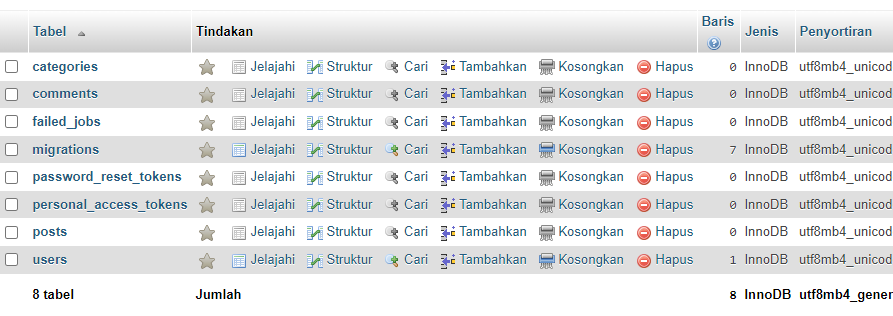 Tabel Tindakan Baris Jenis Penyortiran
categories Jelajahi Struktur Cari Tambahkan Kosongkan Hapus 0 InnoDB utf8mb4_unicod
comments Jelajahi Struktur Cari Tambahkan Kosongkan Hapus 0 InnoDB utf8mb4_unicod
failed_jobs Jelajahi Struktur Cari Tambahkan Kosongkan Hapus 0 InnoDB utf8mb4_unicod
migrations Jelajahi Struktur Cari Tambahkan Kosongkan Hapus 7 InnoDB utf8mb4_unicod
password_reset_tokens Jelajahi Struktur Cari Tambahkan Kosongkan Hapus 0 InnoDB utf8mb4_unicod
personal_access_tokens Jelajahi Struktur Cari Tambahkan Kosongkan Hapus 0 InnoDB utf8mb4_unicod
posts Jelajahi Struktur Cari Tambahkan Kosongkan Hapus 0 InnoDB utf8mb4_unicod
users Jelajahi Struktur Cari Tambahkan Kosongkan Hapus 1 InnoDB utf8mb4_unicod
8 tabel Jumlah 8 InnoDB utf8mb4_gener